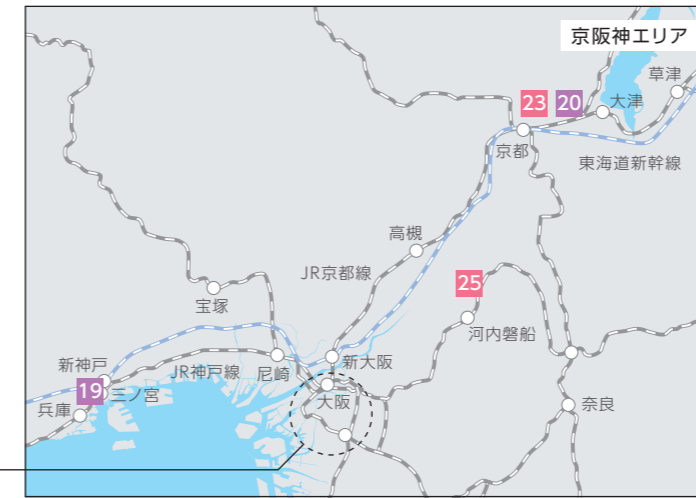 京阪神エリア
草津
23
20
大津
京都
東海道新幹線
高槻
JR京都線
25
宝塚
河内磐船
新神戸
JR神戸線
尼崎
新大阪
19
三ノ宮
大阪
兵庫
奈良